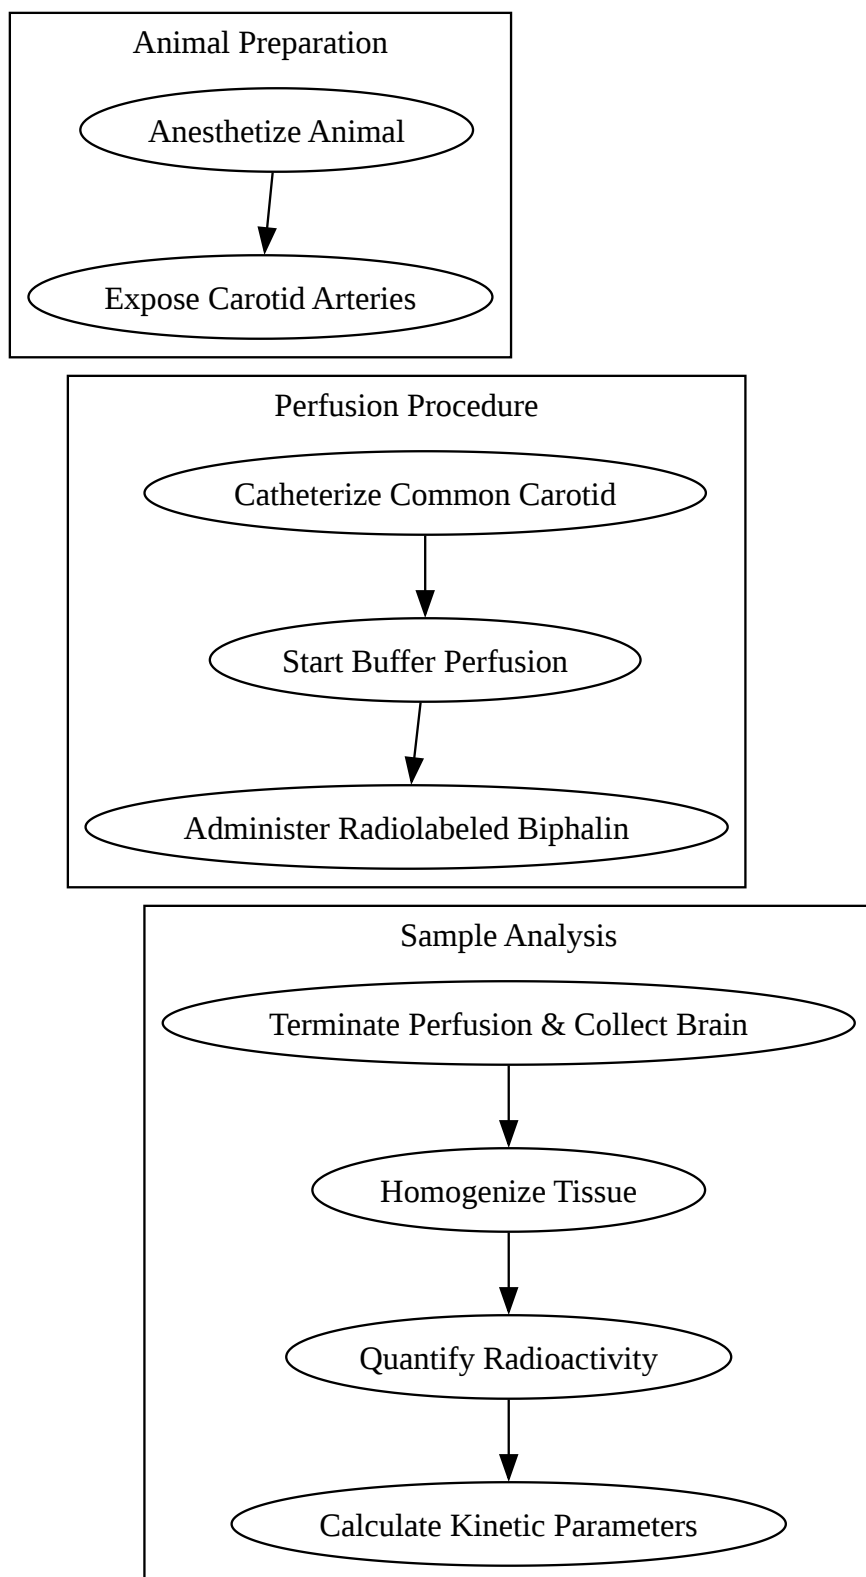 Animal Preparation
Anesthetize Animal
Expose Carotid Arteries
Perfusion Procedure
Catheterize Common Carotid
Start Buffer Perfusion
Administer Radiolabeled Biphalin
Sample Analysis
Terminate Perfusion & Collect Brain
Homogenize Tissue
Quantify Radioactivity
Calculate Kinetic Parameters